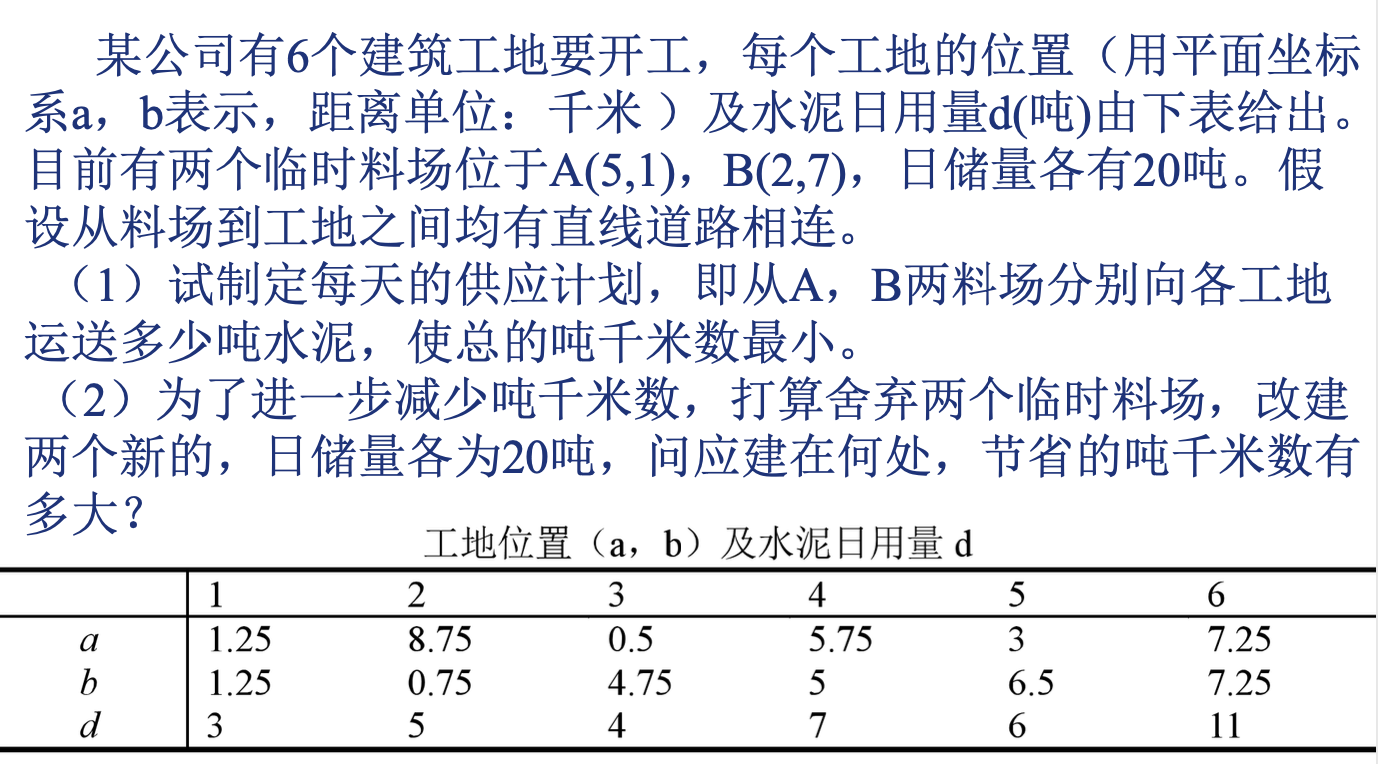 某公司有6个建筑工地要开工，每个工地的位置（用平面坐标
系a，b表示，距离单位：千米 ）及水泥日用量d(吨)由下表给出。
目前有两个临时料场位于A(5,1)，B(2,7)，日储量各有20吨。假
设从料场到工地之间均有直线道路相连。
（1）试制定每天的供应计划，即从A，B两料场分别向各工地
运送多少吨水泥，使总的吨千米数最小。
（2）为了进一步减少吨千米数，打算舍弃两个临时料场，改建
两个新的，日储量各为20吨，问应建在何处，节省的吨千米数有
多大？
工地位置（a，b）及水泥日用量 d
1 2 3 4 5 6
a 1.25 8.75 0.5 5.75 3 7.25
b 1.25 0.75 4.75 5 6.5 7.25
d 3 5 4 7 6 11